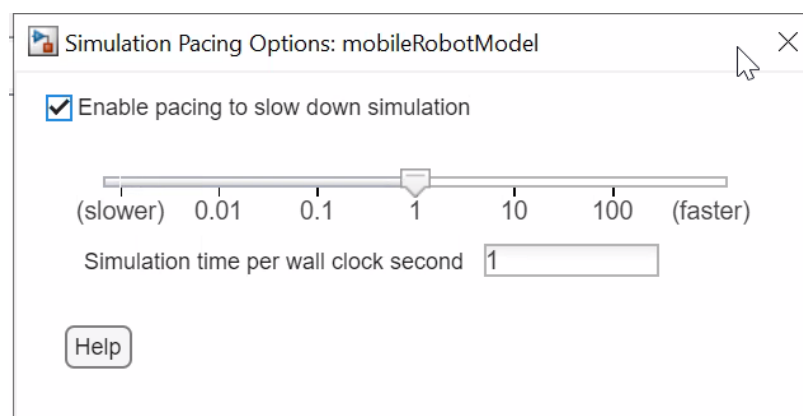 Simulation Pacing Options: mobileRobotModel
Enable pacing to slow down simulation
(slower) 0.01 0.1 1 10 100 (faster)
Simulation time per wall clock second 1
Help